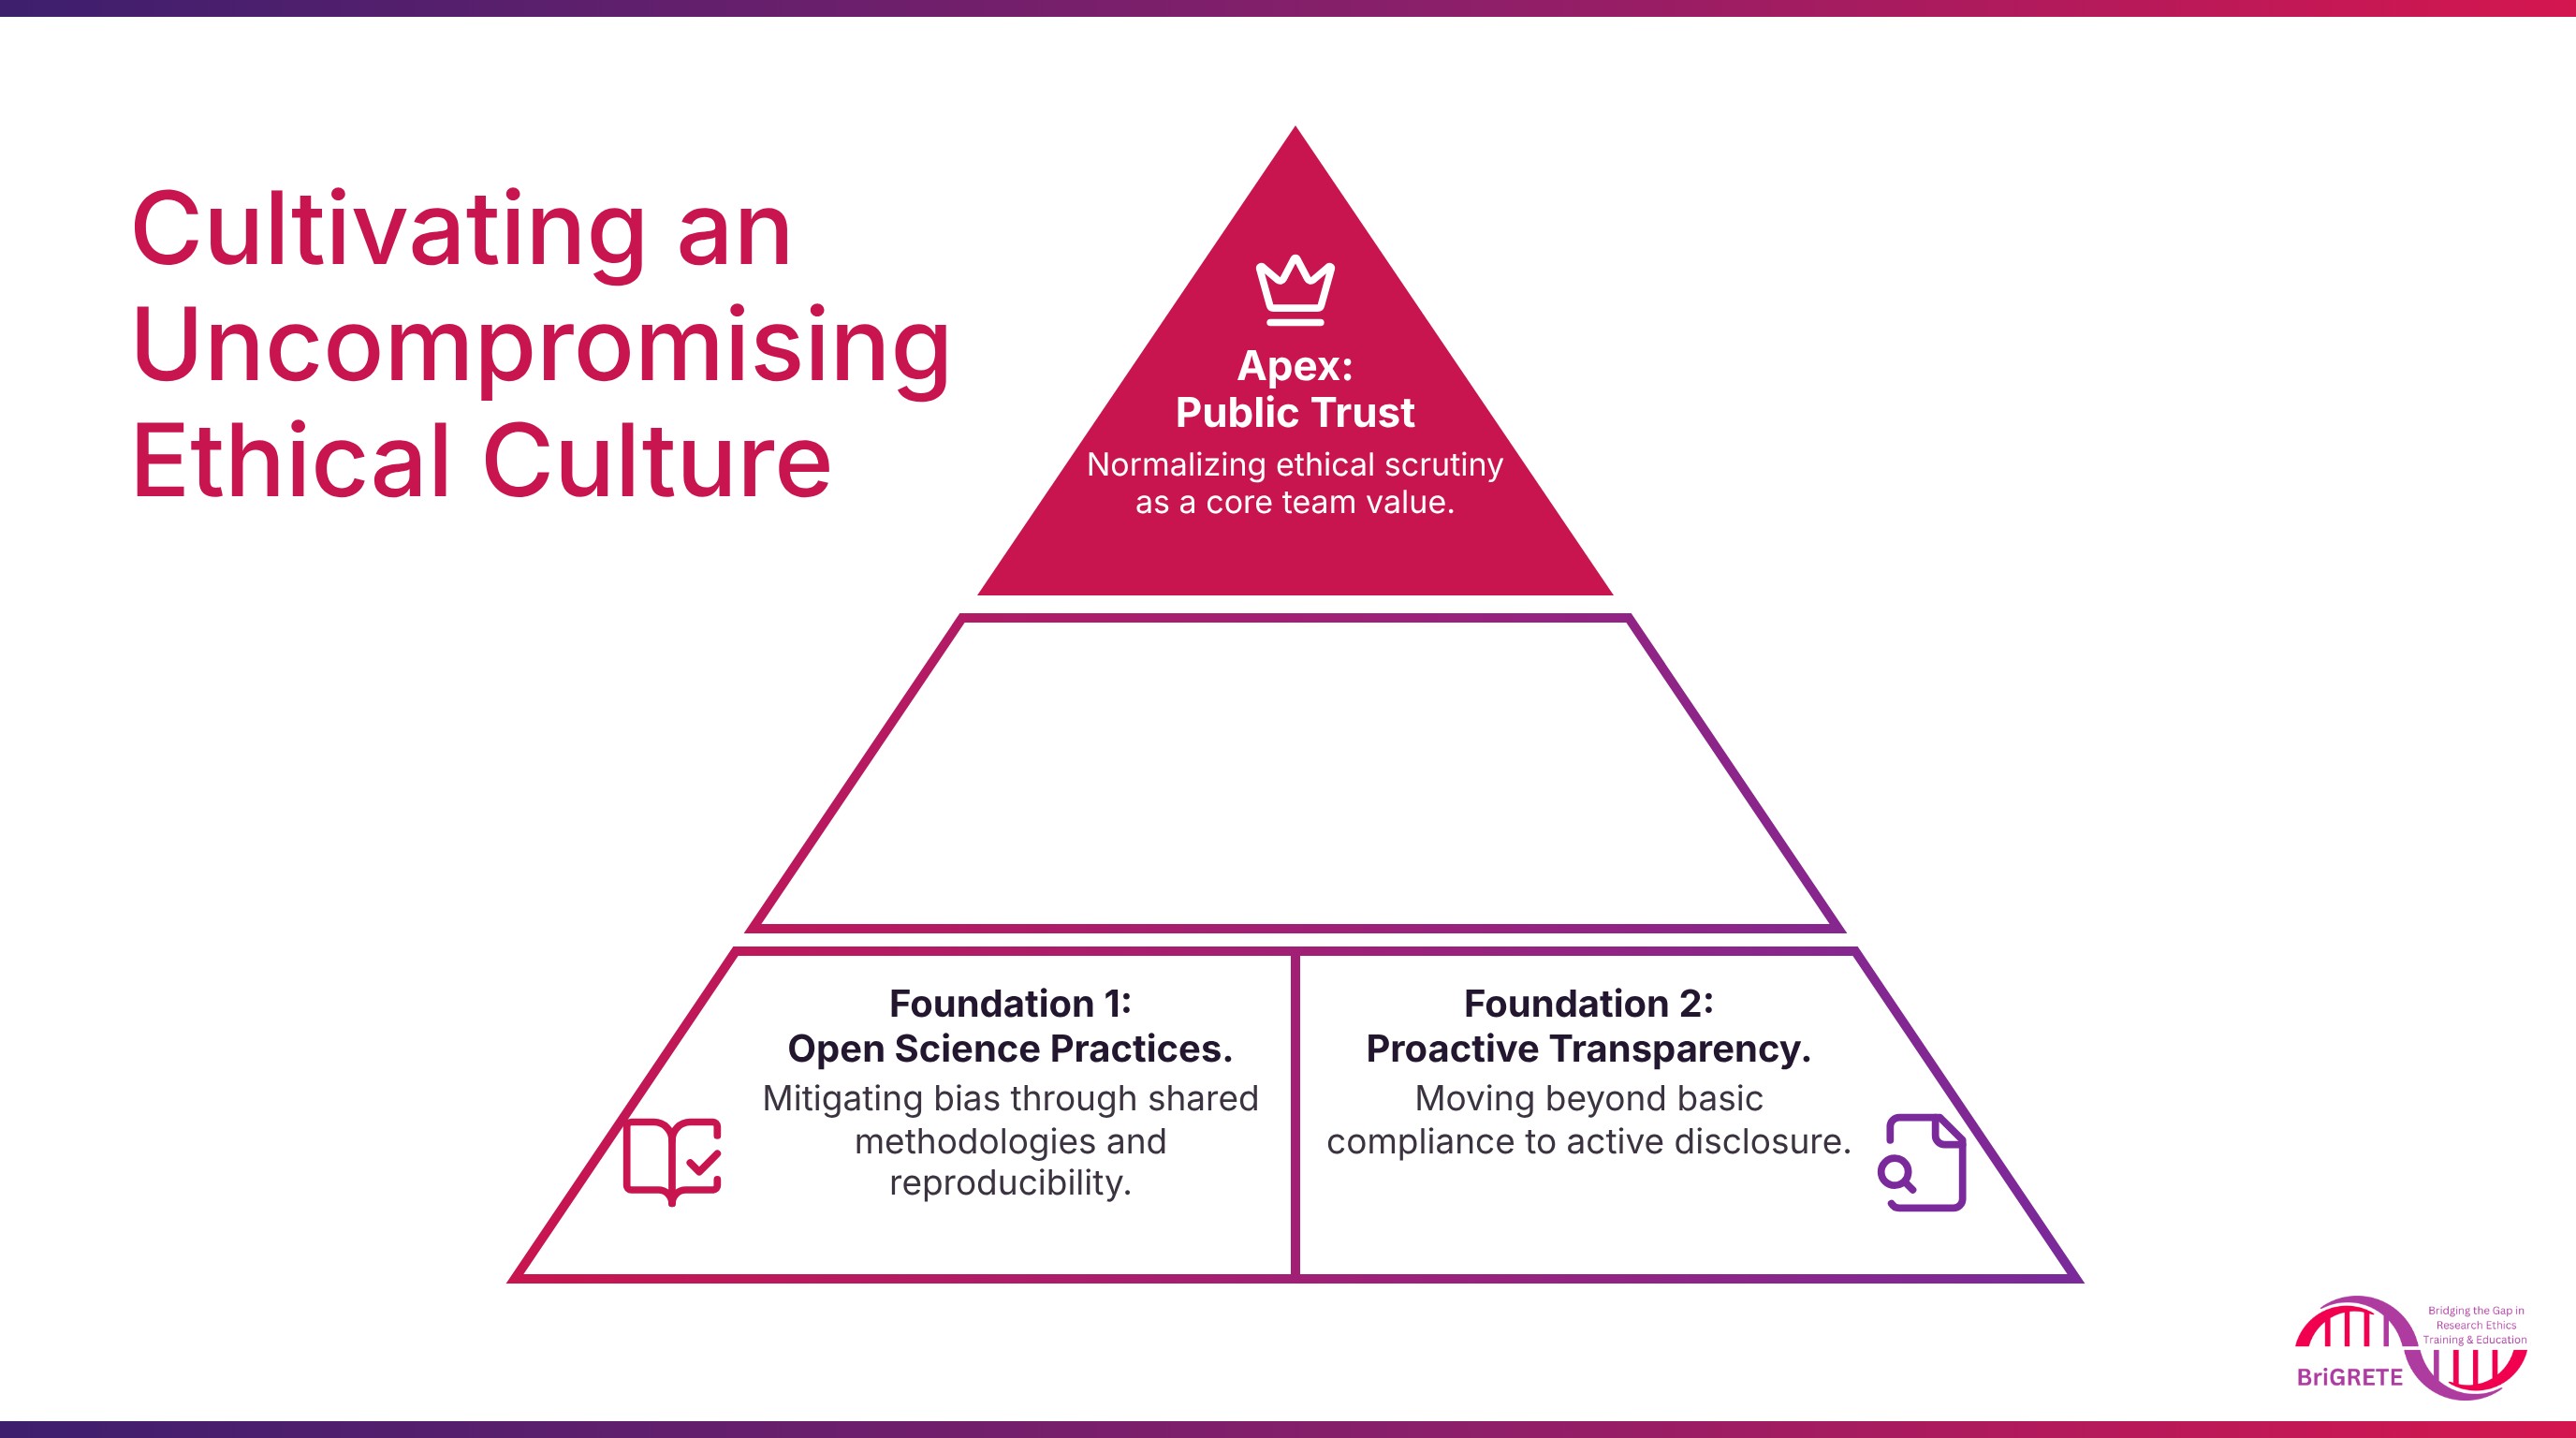 Cultivating an
Uncompromising
Ethical Culture
Apex:
Public Trust
Normalizing ethical scrutiny
as a core team value.
Foundation 1:
Open Science Practices.
Mitigating bias through shared
methodologies and
reproducibility.
Foundation 2:
Proactive Transparency.
Moving beyond basic
compliance to active disclosure.
Bridging the Gap in
Research Ethics
Training & Education
BriGRETE